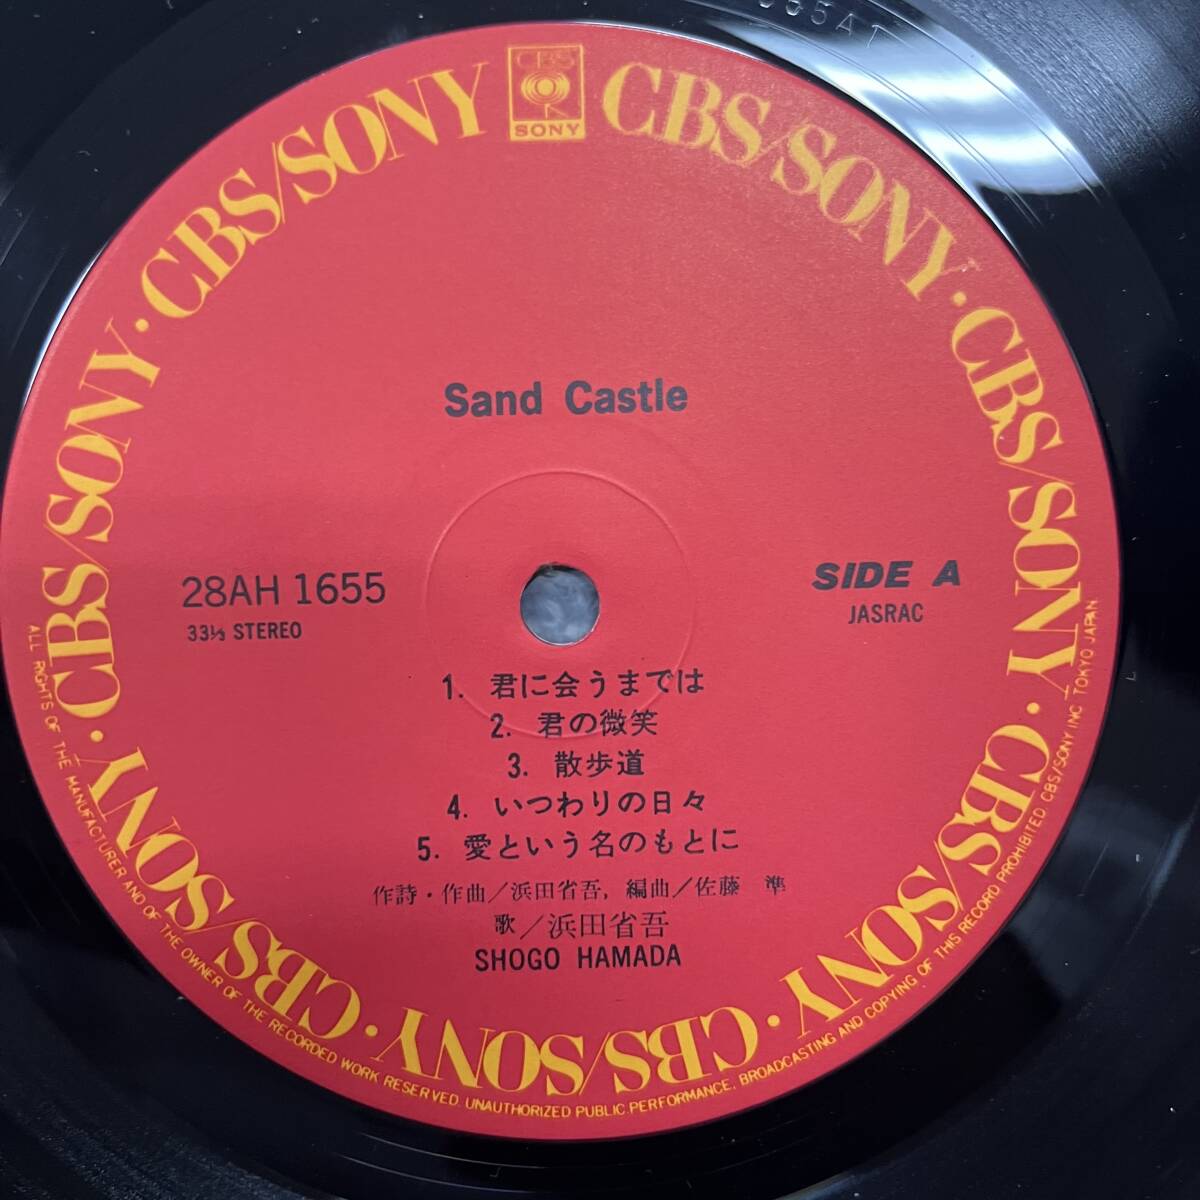 CBS
SONY
CBS/SONY · CBS/SONY · CBS/SONY · CBS/SONY · CBS/SONY · CBS/SONY · CBS/SONY · CBS/SONY
Sand Castle
28AH 1655
33⅓ STEREO
SIDE A
JASRAC
1. 君に会うまでは
2. 君の微笑
3. 散歩道
4. いつわりの日々
5. 愛という名のもとに
作詩・作曲/浜田省吾, 編曲/佐藤 準
歌/浜田省吾
SHOGO HAMADA
ALL RIGHTS OF THE MANUFACTURER AND OF THE OWNER OF THE RECORDED WORK RESERVED. UNAUTHORIZED PUBLIC PERFORMANCE, BROADCASTING AND COPYING OF THIS RECORD PROHIBITED. CBS/SONY INC. TOKYO JAPAN